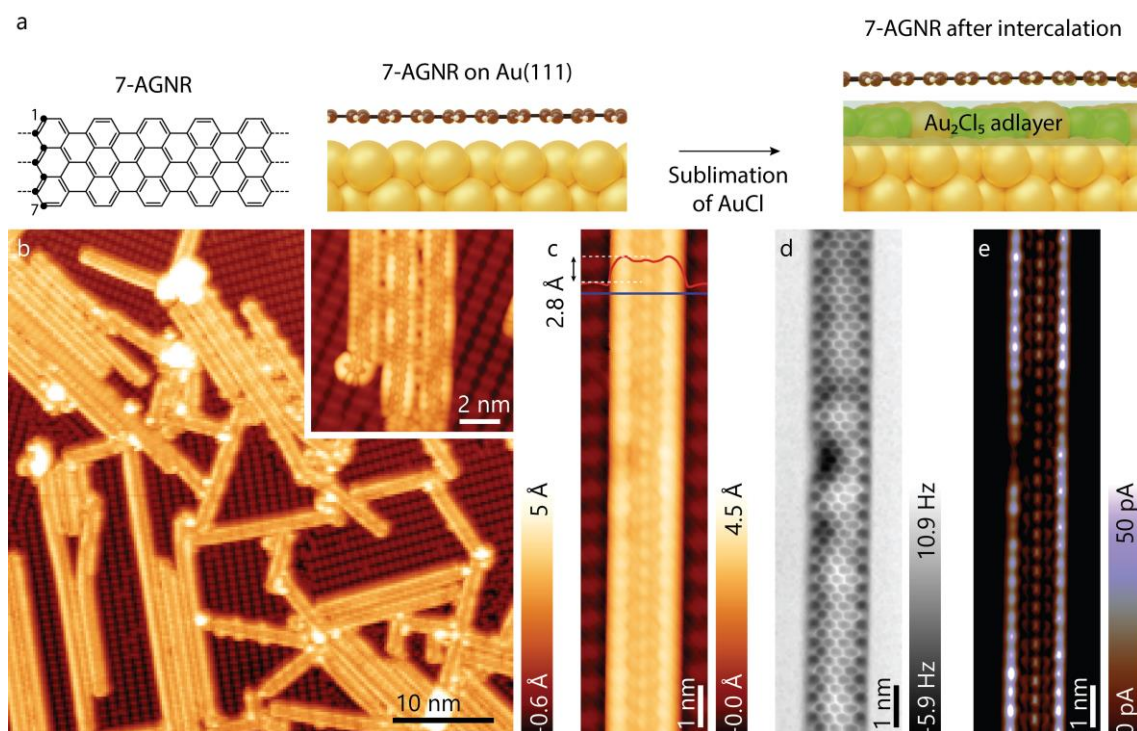 a
7-AGNR
1
7
7-AGNR on Au(111)
Sublimation
of AuCl
7-AGNR after intercalation
Au₂Cl₅ adlayer
b
2 nm
10 nm
5 Å
-0.6 Å
c
2.8 Å
1 nm
4.5 Å
-0.0 Å
d
1 nm
10.9 Hz
-5.9 Hz
e
1 nm
50 pA
0 pA